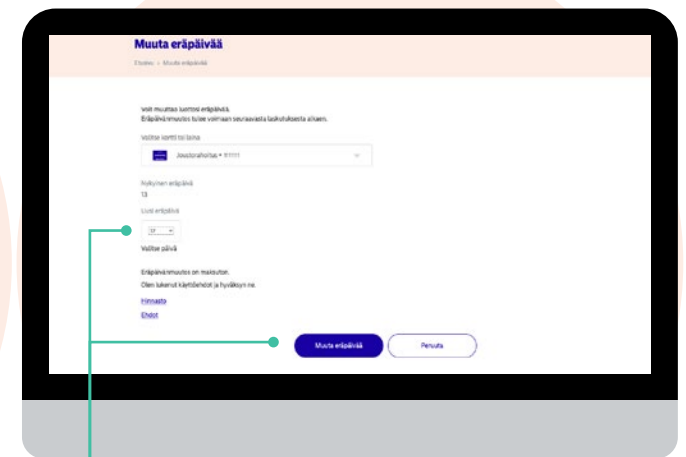 Muuta eräpäivää
Etusivu > Muuta eräpäivää
Voit muuttaa luottosi eräpäivää.
Eräpäivänmuutos tulee voimaan seuraavasta laskutuksesta alkaen.
Valitse kortti tai laina
Joustorahoitus • 111111
Nykyinen eräpäivä
13
Uusi eräpäivä
17
Valitse päivä
Eräpäivänmuutos on maksuton.
Olen lukenut käyttöehdot ja hyväksyn ne.
Hinnasto
Ehdot
Muuta eräpäivää
Peruuta